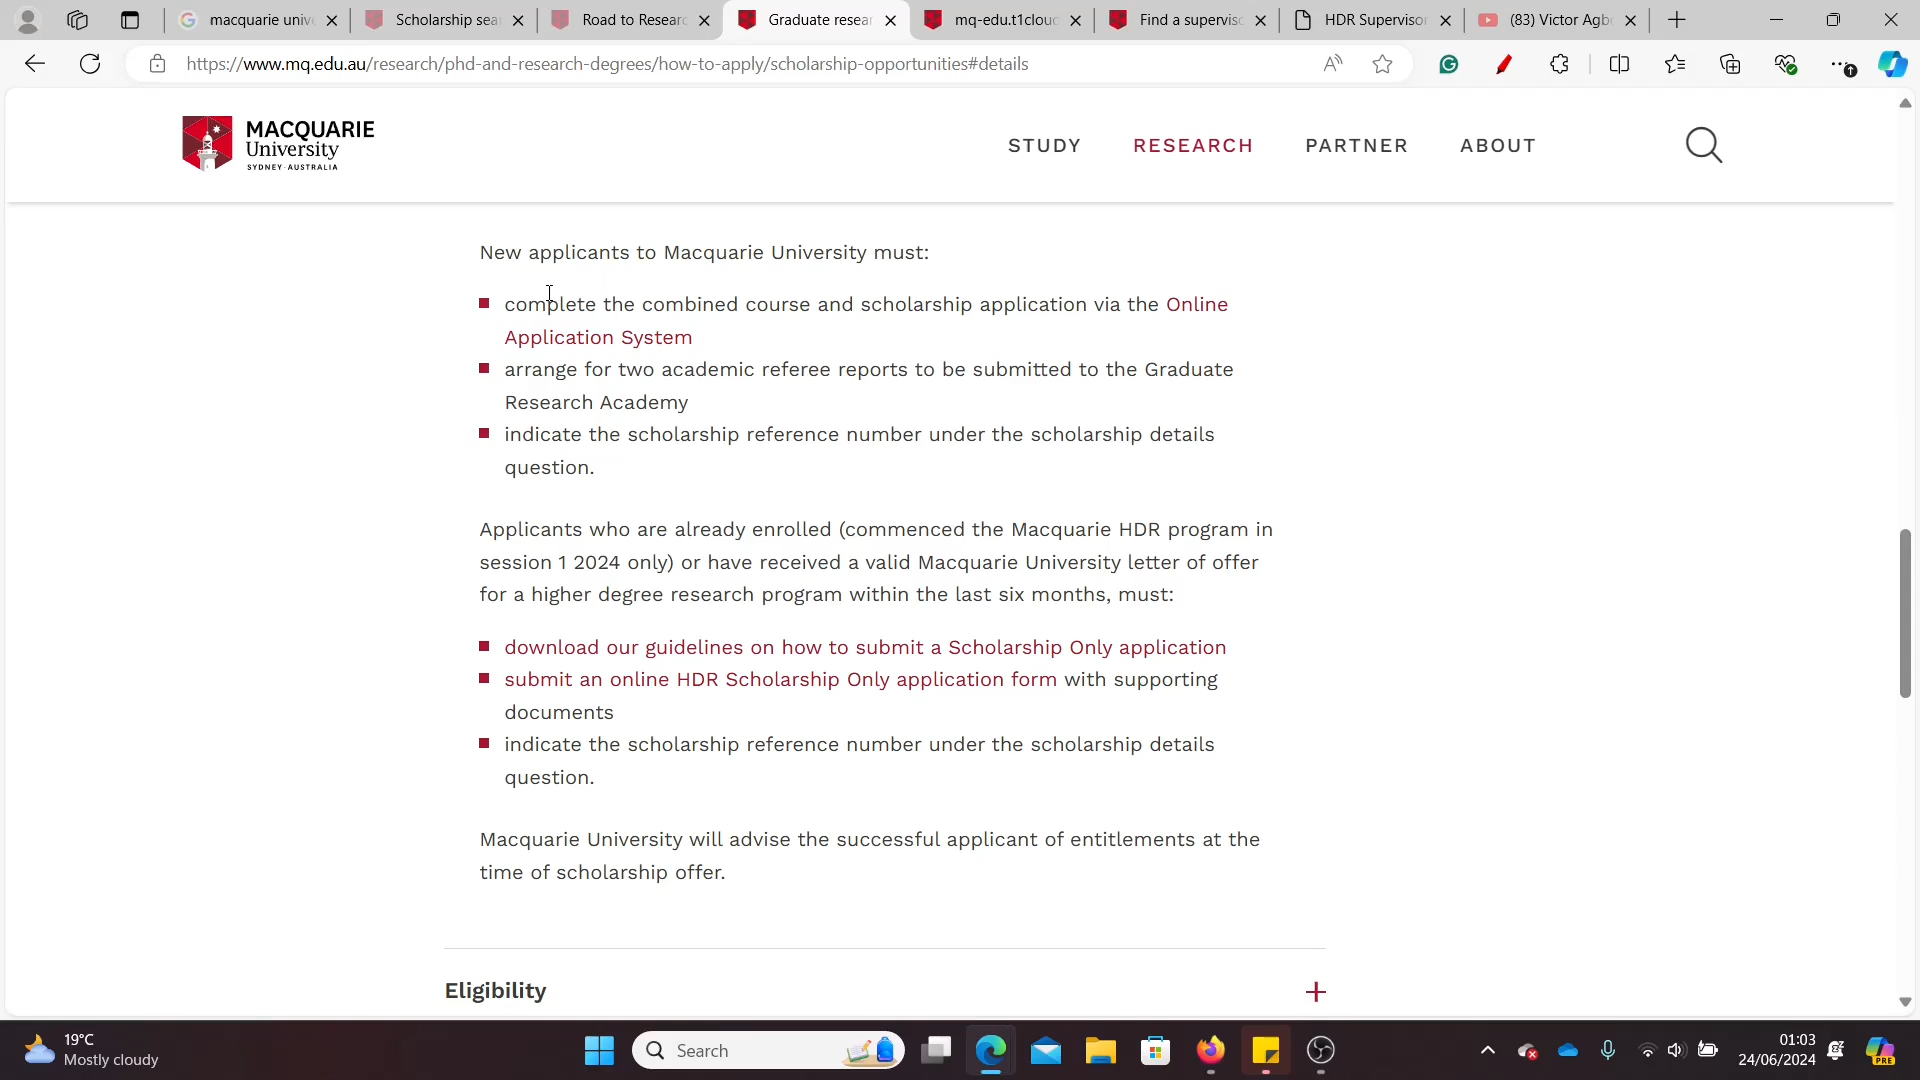 macquarie unive
Scholarship sea
Road to Researc
Graduate resear
mq-edu.t1cloud
Find a superviso
HDR Supervisor
(83) Victor Agbo
https://www.mq.edu.au/research/phd-and-research-degrees/how-to-apply/scholarship-opportunities#details
MACQUARIE
University
SYDNEY·AUSTRALIA
STUDY RESEARCH PARTNER ABOUT
New applicants to Macquarie University must:
complete the combined course and scholarship application via the Online
Application System
arrange for two academic referee reports to be submitted to the Graduate
Research Academy
indicate the scholarship reference number under the scholarship details
question.
Applicants who are already enrolled (commenced the Macquarie HDR program in
session 1 2024 only) or have received a valid Macquarie University letter of offer
for a higher degree research program within the last six months, must:
download our guidelines on how to submit a Scholarship Only application
submit an online HDR Scholarship Only application form with supporting
documents
indicate the scholarship reference number under the scholarship details
question.
Macquarie University will advise the successful applicant of entitlements at the
time of scholarship offer.
Eligibility +
19°C
Mostly cloudy
Search
01:03
24/06/2024
PRE